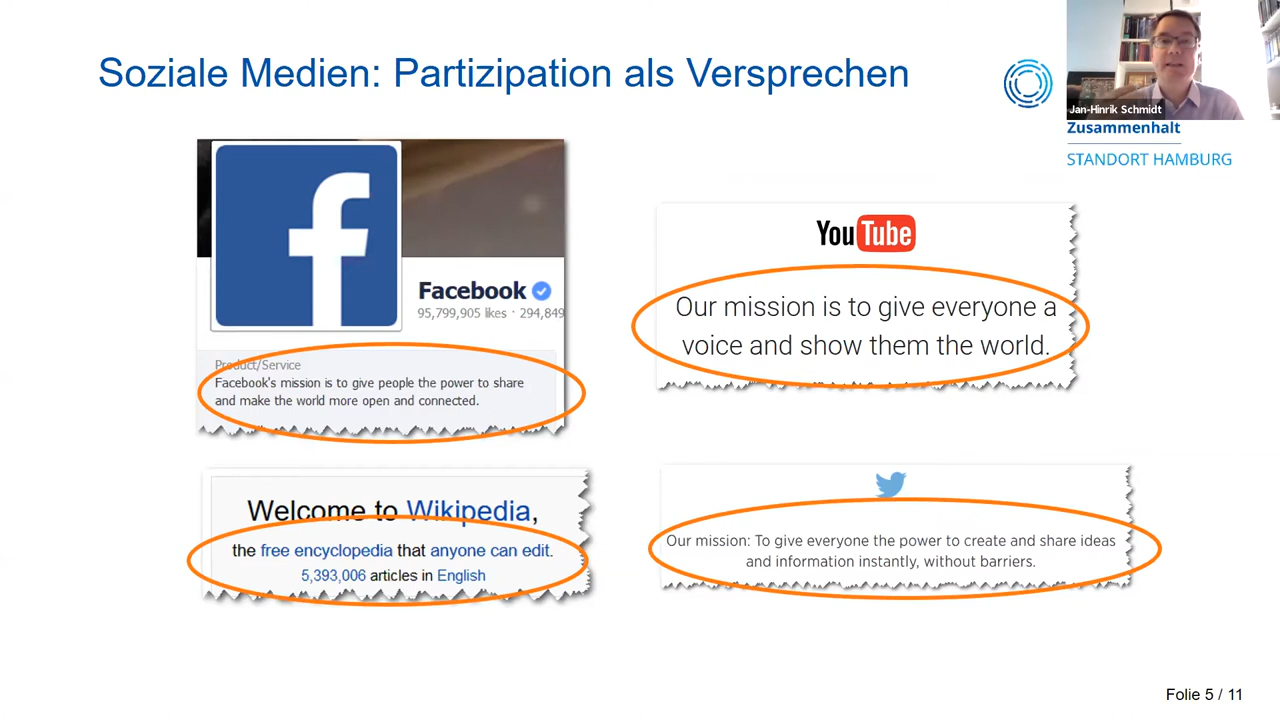 Soziale Medien: Partizipation als Versprechen
Jan-Hinrik Schmidt
Zusammenhalt
STANDORT HAMBURG
Facebook
95,799,905 likes · 294,849
Product/Service
Facebook's mission is to give people the power to share
and make the world more open and connected.
YouTube
Our mission is to give everyone a
voice and show them the world.
Welcome to Wikipedia,
the free encyclopedia that anyone can edit.
5,393,006 articles in English
Our mission: To give everyone the power to create and share ideas
and information instantly, without barriers.
Folie 5 / 11